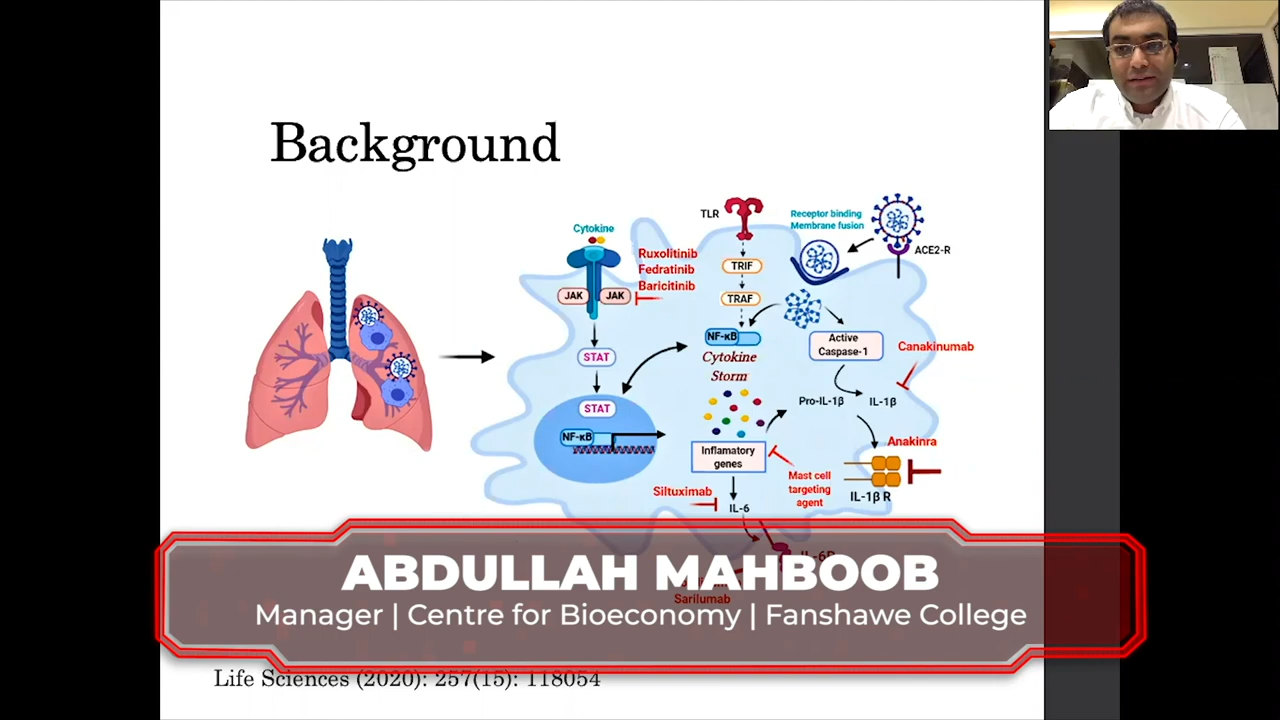 Background
Cytokine
JAK
JAK
Ruxolitinib
Fedratinib
Baricitinib
STAT
STAT
NF-κB
TLR
TRIF
TRAF
NF-κB
Cytokine
Storm
Inflamatory
genes
Siltuximab
IL-6
Receptor binding
Membrane fusion
ACE2-R
Active
Caspase-1
Canakinumab
Pro-IL-1β
IL-1β
Anakinra
IL-1β R
Mast cell
targeting
agent
IL-6R
Sarilumab
ABDULLAH MAHBOOB
Manager | Centre for Bioeconomy | Fanshawe College
Life Sciences (2020): 257(15): 118054